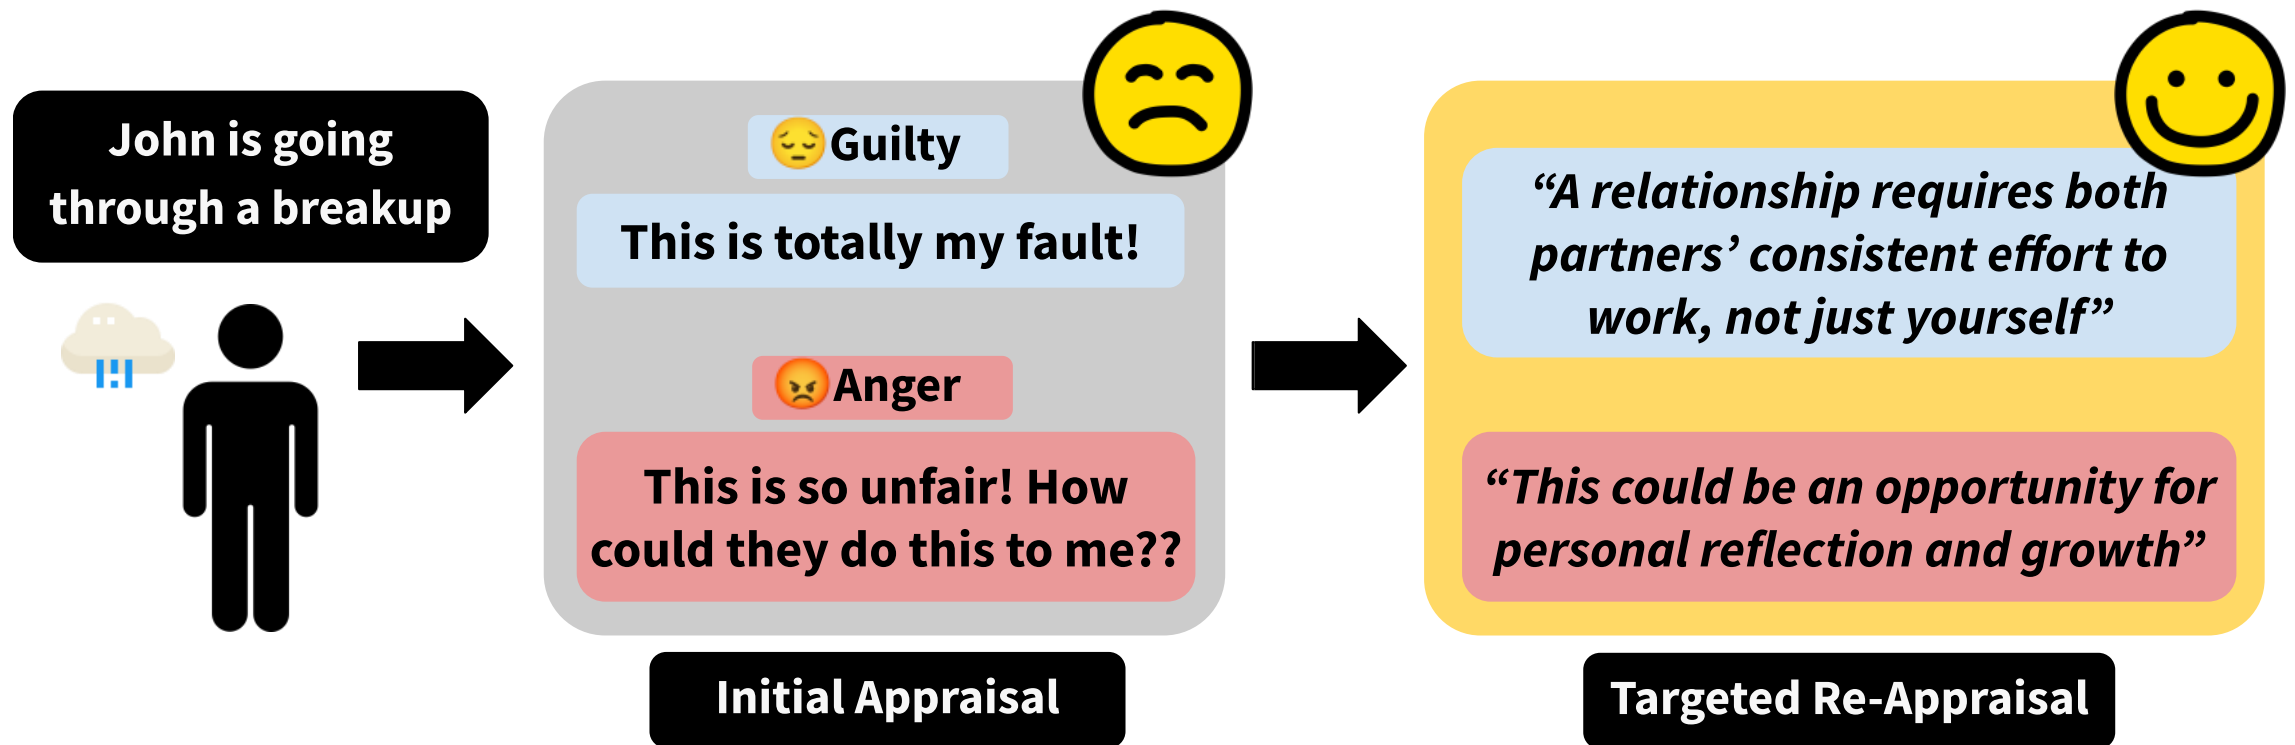 John is going
through a breakup
Guilty
This is totally my fault!
Anger
This is so unfair! How
could they do this to me??
Initial Appraisal
“A relationship requires both
partners’ consistent effort to
work, not just yourself”
“This could be an opportunity for
personal reflection and growth”
Targeted Re-Appraisal